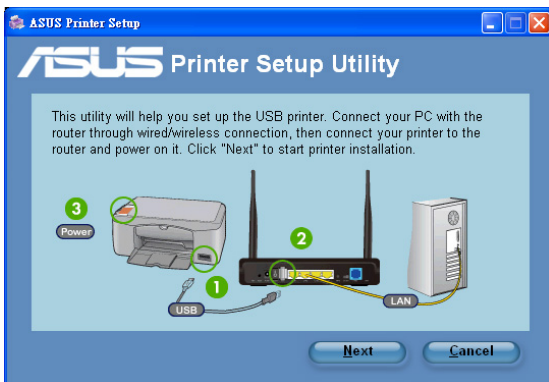 ASUS Printer Setup
ASUS Printer Setup Utility
This utility will help you set up the USB printer. Connect your PC with the
router through wired/wireless connection, then connect your printer to the
router and power on it. Click "Next" to start printer installation.
3
Power
2
1
USB
LAN
Next
Cancel